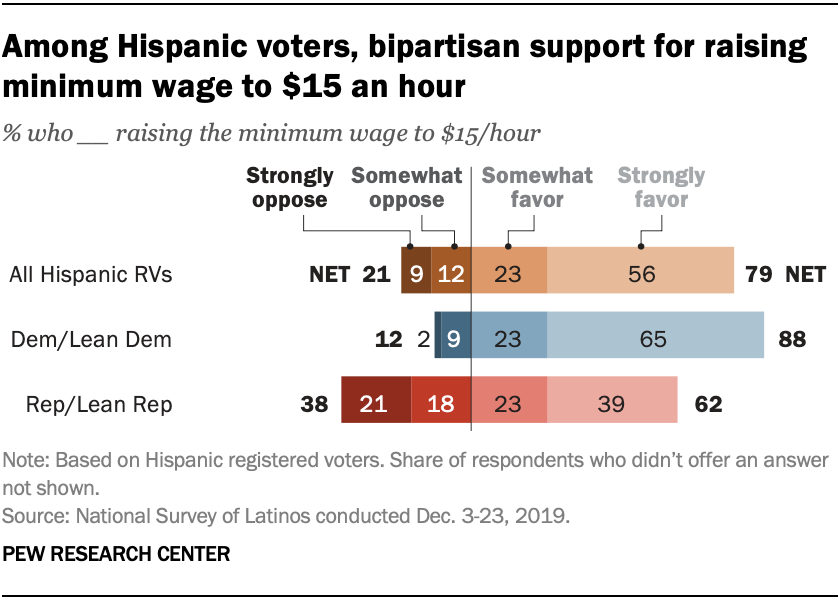 Among Hispanic voters, bipartisan support for raising
minimum wage to $15 an hour
% who __ raising the minimum wage to $15/hour
Strongly oppose Somewhat oppose Somewhat favor Strongly favor
All Hispanic RVs NET 21 9 12 23 56 79 NET
Dem/Lean Dem 12 2 9 23 65 88
Rep/Lean Rep 38 21 18 23 39 62
Note: Based on Hispanic registered voters. Share of respondents who didn't offer an answer
not shown.
Source: National Survey of Latinos conducted Dec. 3-23, 2019.
PEW RESEARCH CENTER